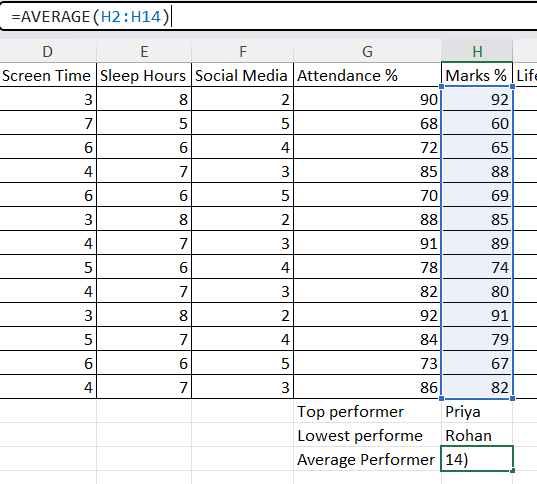 =AVERAGE(H2:H14)
D E F G H
Screen Time Sleep Hours Social Media Attendance % Marks % Life
3 8 2 90 92
7 5 5 68 60
6 6 4 72 65
4 7 3 85 88
6 6 5 70 69
3 8 2 88 85
4 7 3 91 89
5 6 4 78 74
4 7 3 82 80
3 8 2 92 91
5 7 4 84 79
6 6 5 73 67
4 7 3 86 82
Top performer Priya
Lowest performe Rohan
Average Performer 14)